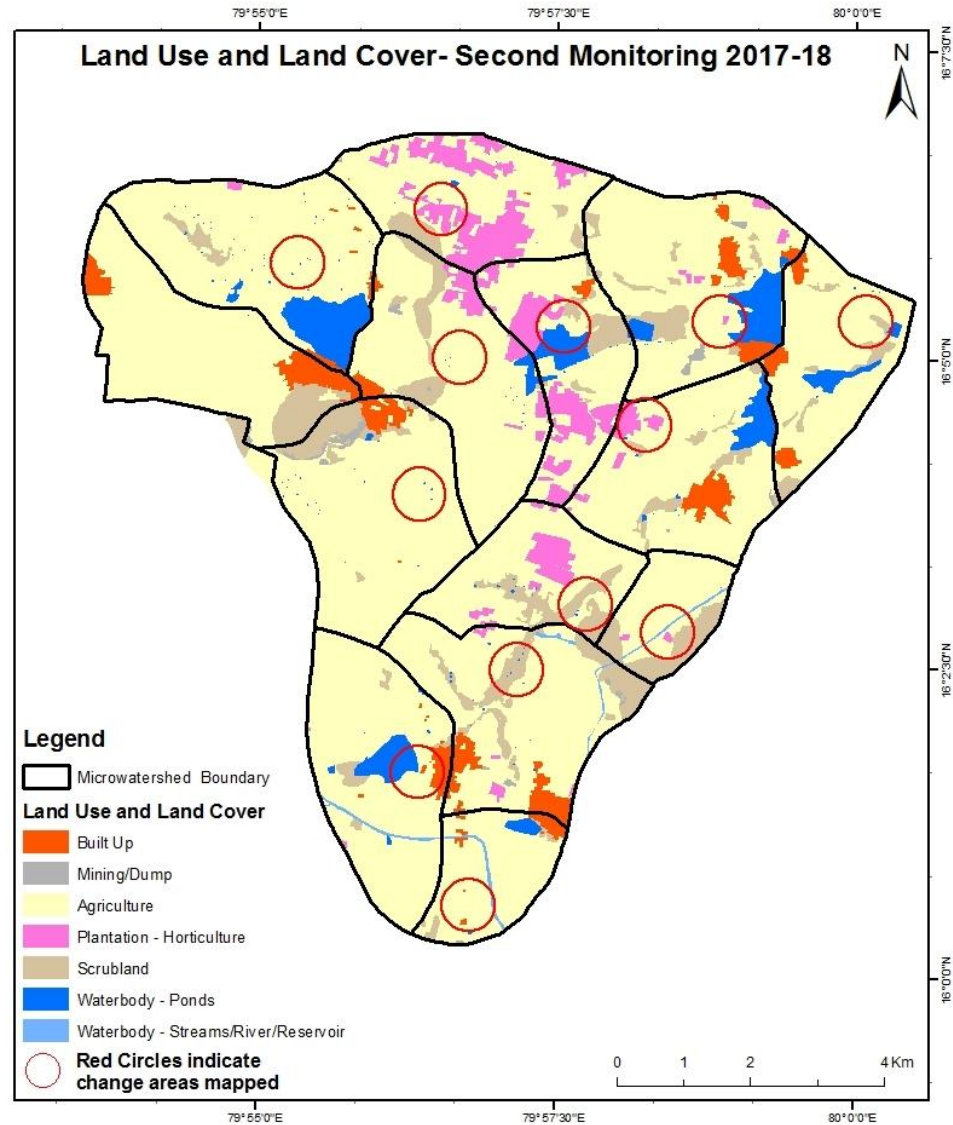 79°55'0"E 79°57'30"E 80°0'0"E
Land Use and Land Cover- Second Monitoring 2017-18
N
16°7'30"N
16°5'0"N
16°2'30"N
Legend
Microwatershed Boundary
Land Use and Land Cover
Built Up
Mining/Dump
Agriculture
Plantation - Horticulture
Scrubland
Waterbody - Ponds
Waterbody - Streams/River/Reservoir
Red Circles indicate
change areas mapped
16°0'0"N
0 1 2 4 Km
79°55'0"E 79°57'30"E 80°0'0"E